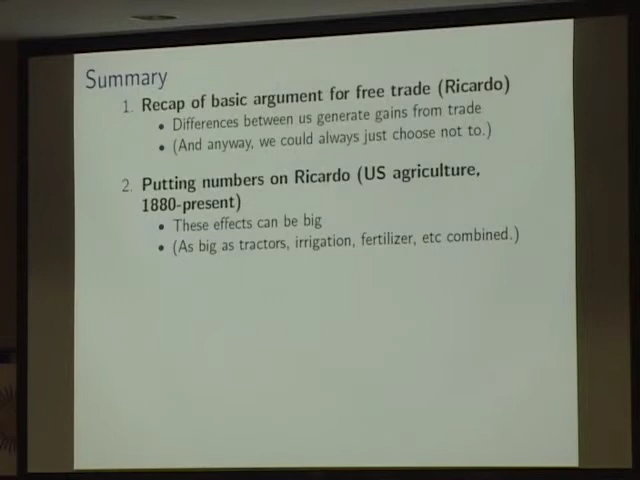 Summary
1. Recap of basic argument for free trade (Ricardo)
• Differences between us generate gains from trade
• (And anyway, we could always just choose not to.)
2. Putting numbers on Ricardo (US agriculture,
1880-present)
• These effects can be big
• (As big as tractors, irrigation, fertilizer, etc combined.)